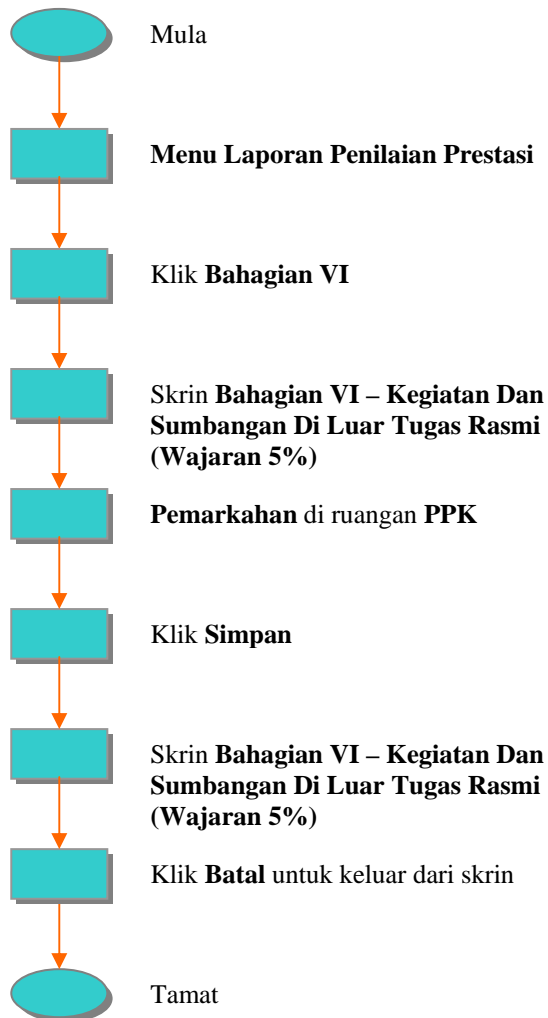 Mula
Menu Laporan Penilaian Prestasi
Klik Bahagian VI
Skrin Bahagian VI – Kegiatan Dan
Sumbangan Di Luar Tugas Rasmi
(Wajaran 5%)
Pemarkahan di ruangan PPK
Klik Simpan
Skrin Bahagian VI – Kegiatan Dan
Sumbangan Di Luar Tugas Rasmi
(Wajaran 5%)
Klik Batal untuk keluar dari skrin
Tamat